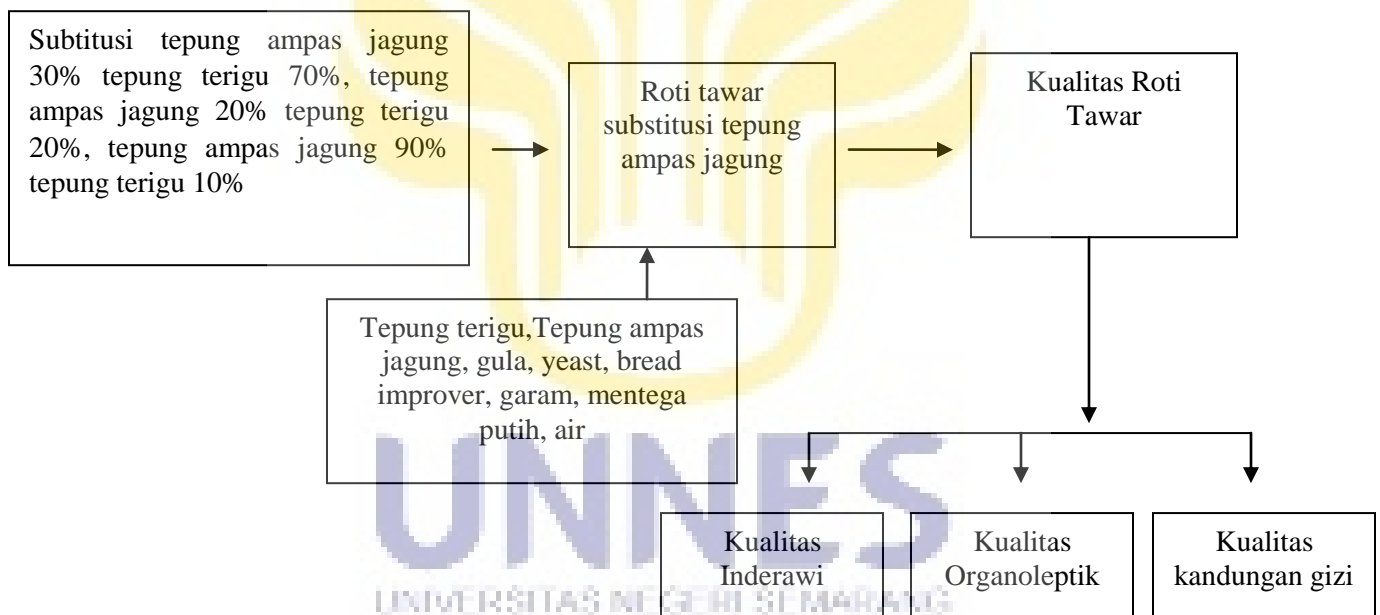 Subtitusi tepung ampas jagung
30% tepung terigu 70%, tepung
ampas jagung 20% tepung terigu
20%, tepung ampas jagung 90%
tepung terigu 10%
Roti tawar
substitusi tepung
ampas jagung
Kualitas Roti
Tawar
Tepung terigu,Tepung ampas
jagung, gula, yeast, bread
improver, garam, mentega
putih, air
UNNES
UNIVERSITAS NEGERI SEMARANG
Kualitas
Inderawi
Kualitas
Organoleptik
Kualitas
kandungan gizi